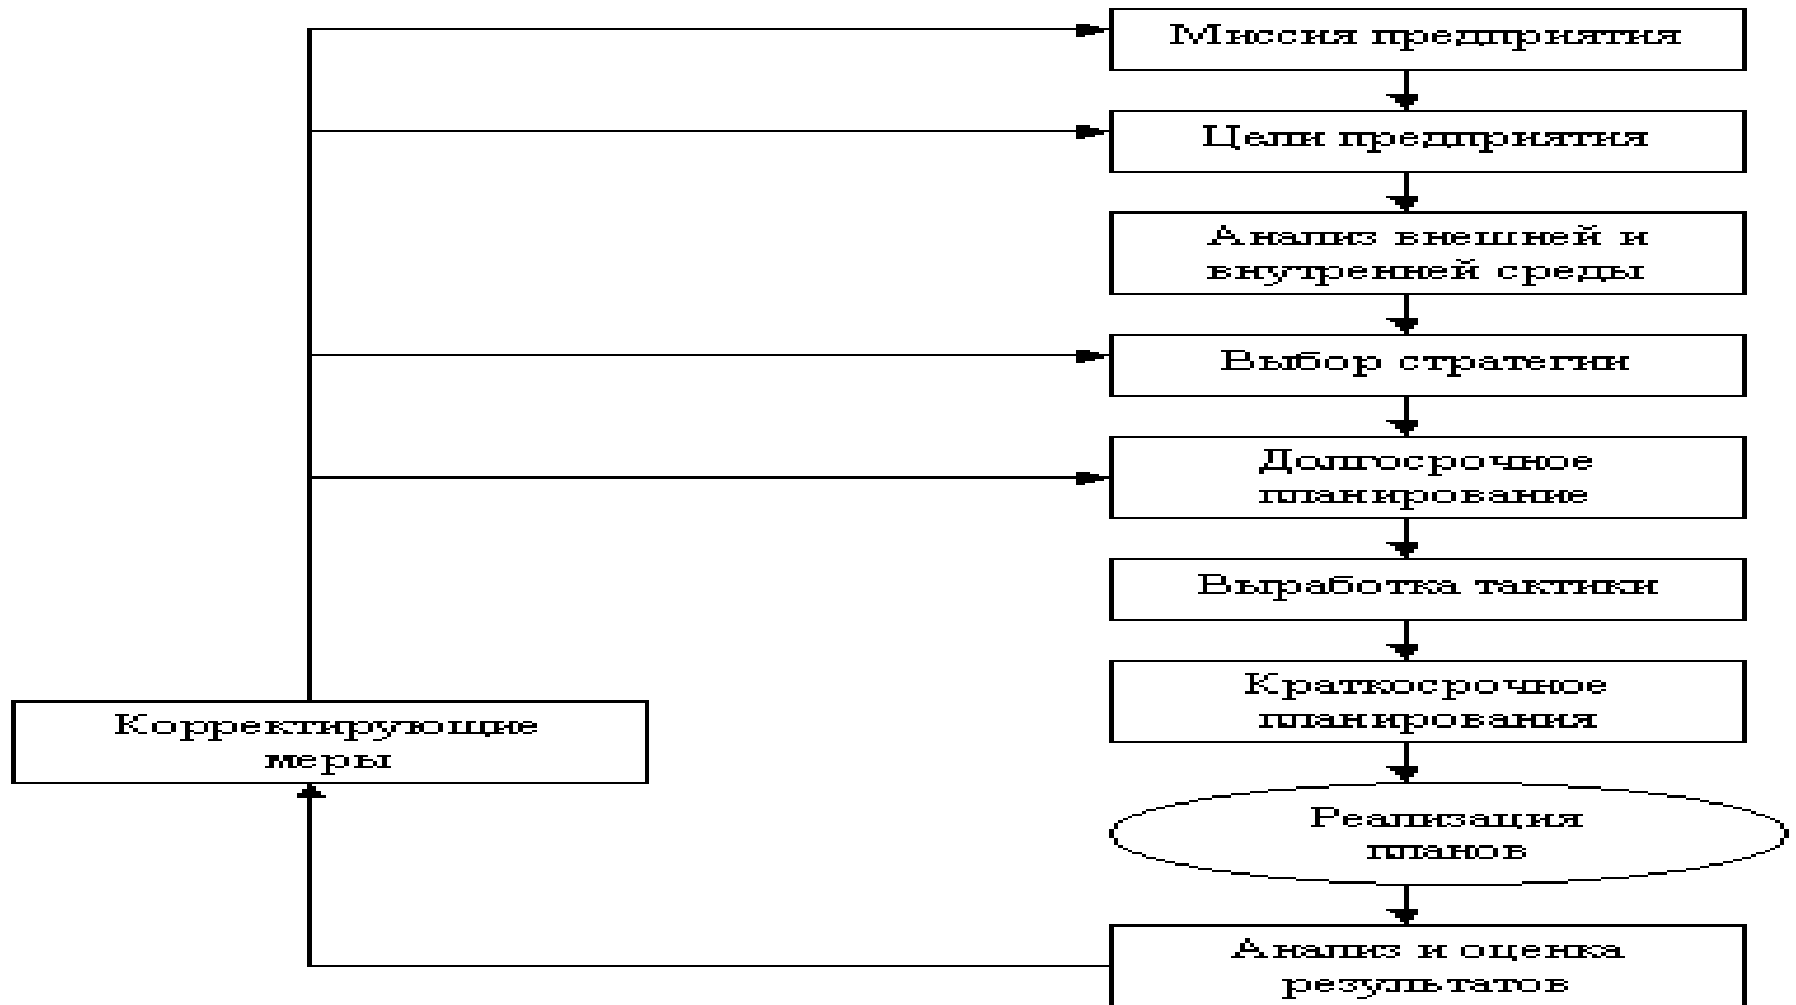 Миссия предприятия
Цели предприятия
Анализ внешней и
внутренней среды
Выбор стратегии
Долгосрочное
планирование
Выработка тактики
Краткосрочное
планирования
Корректирующие
меры
Реализация
планов
Анализ и оценка
результатов